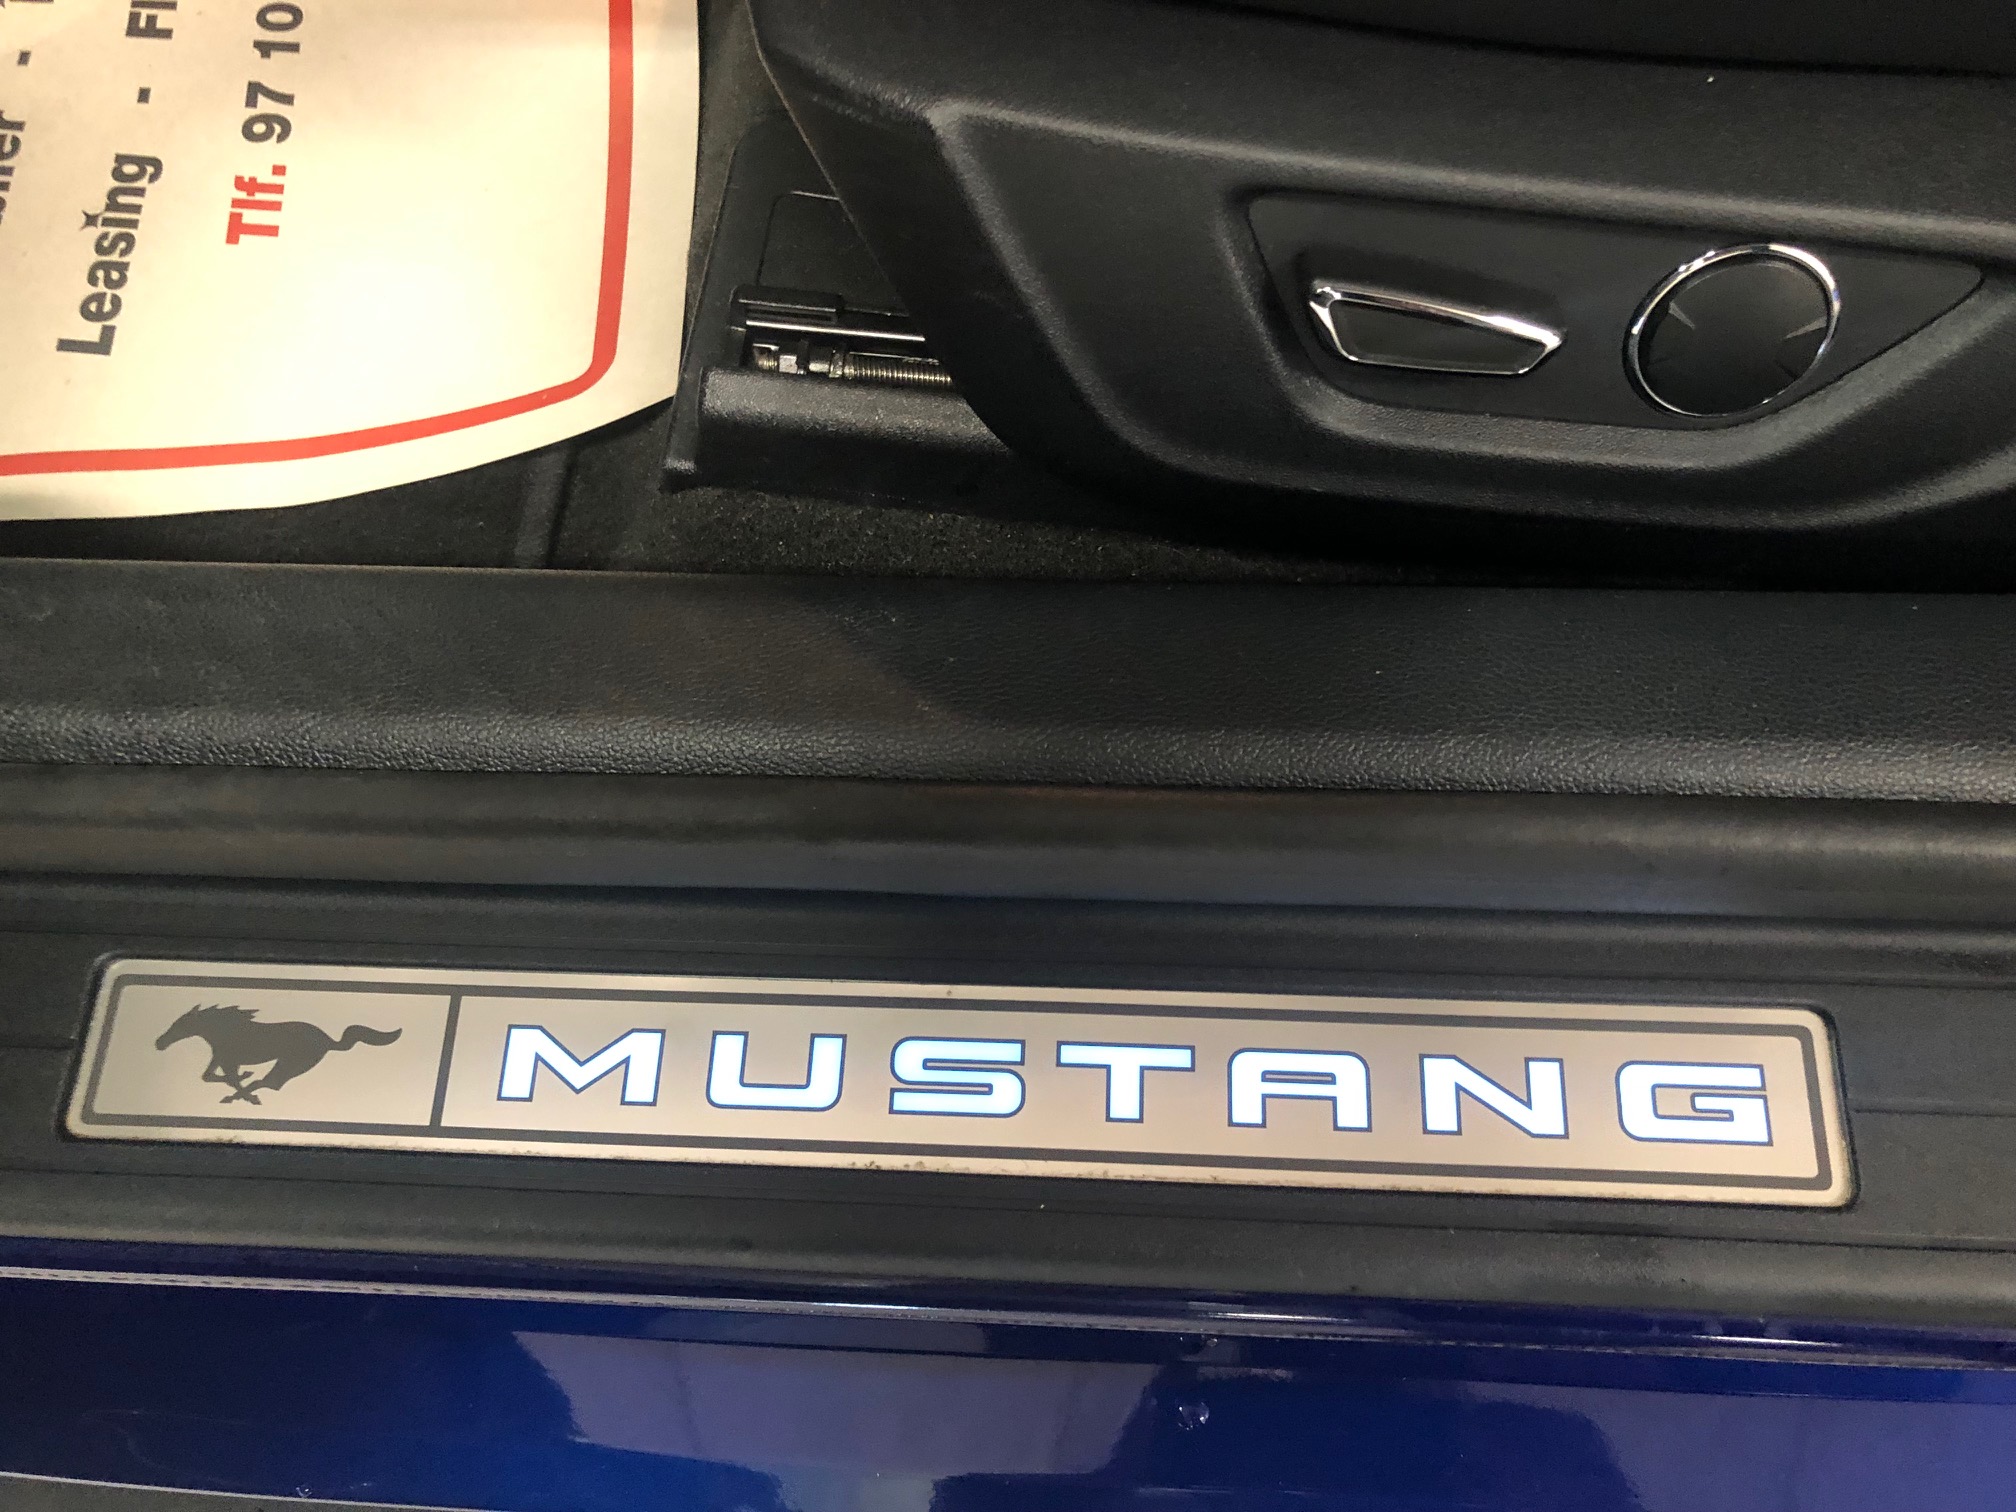 Leasing -
Tlf. 97 10
MUSTANG